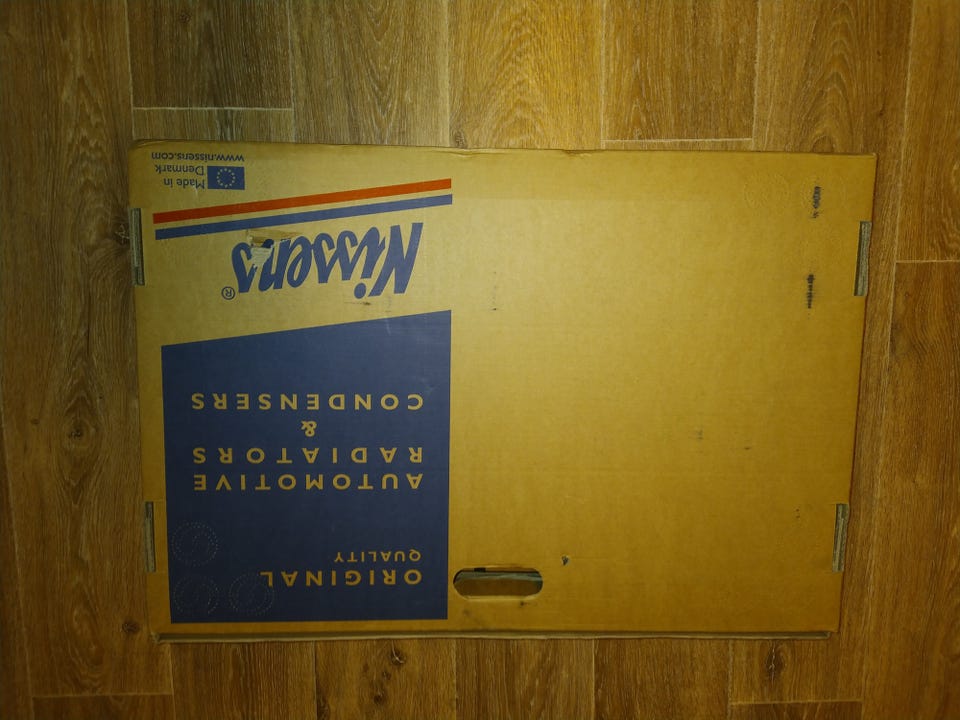 ORIGINAL
QUALITY
AUTOMOTIVE
RADIATORS
&
CONDENSERS
Nissens®
Made in
Denmark
www.nissens.com